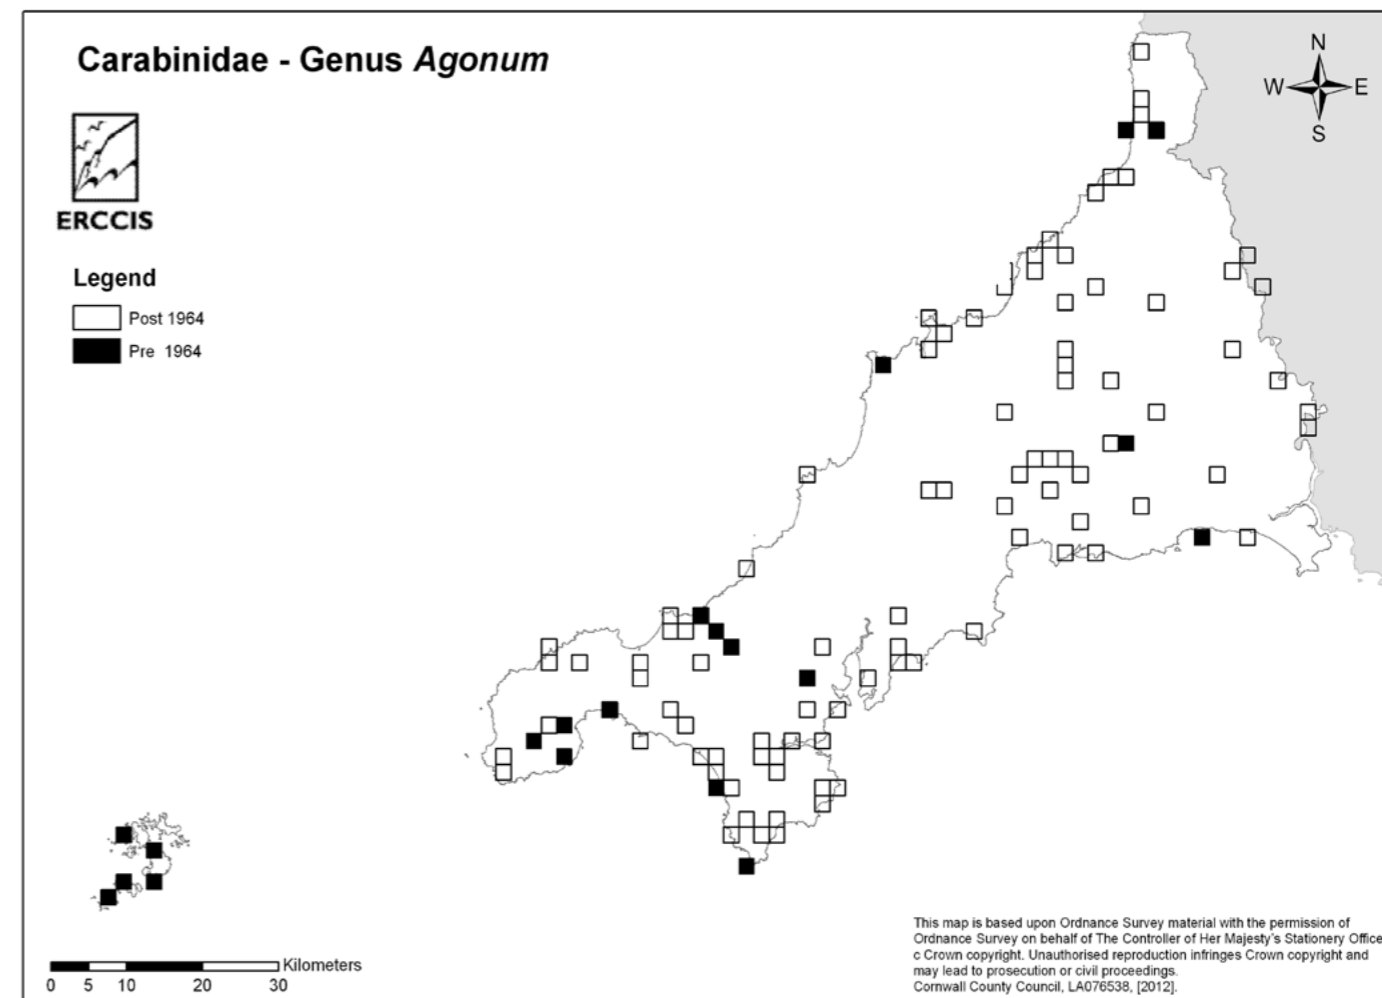 Carabinidae - Genus Agonum
N
W E
S
ERCCIS
Legend
Post 1964
Pre 1964
This map is based upon Ordnance Survey material with the permission of
Ordnance Survey on behalf of The Controller of Her Majesty's Stationery Office
c Crown copyright. Unauthorised reproduction infringes Crown copyright and
may lead to prosecution or civil proceedings.
Cornwall County Council, LA076538, [2012].
Kilometers
0 5 10 20 30